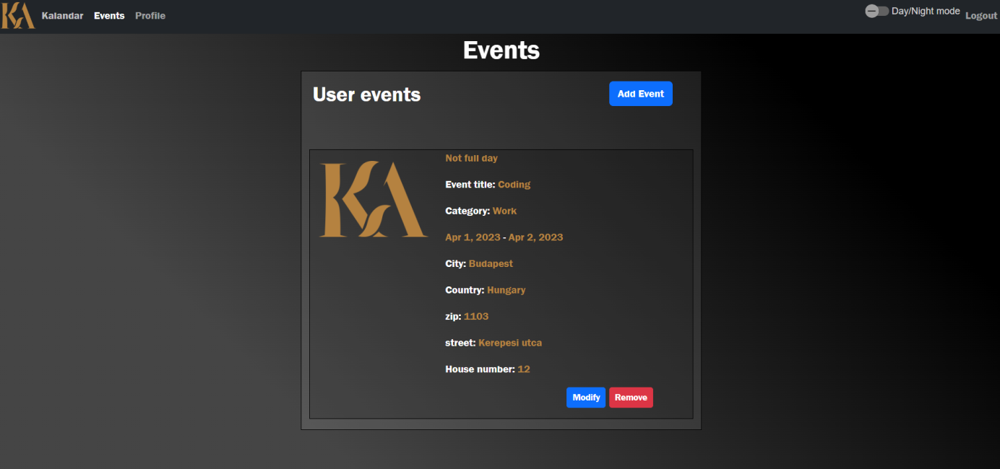 KA Kalandar Events Profile Day/Night mode Logout
Events
User events Add Event
KA
Not full day
Event title: Coding
Category: Work
Apr 1, 2023 - Apr 2, 2023
City: Budapest
Country: Hungary
zip: 1103
street: Kerepesi utca
House number: 12
Modify Remove